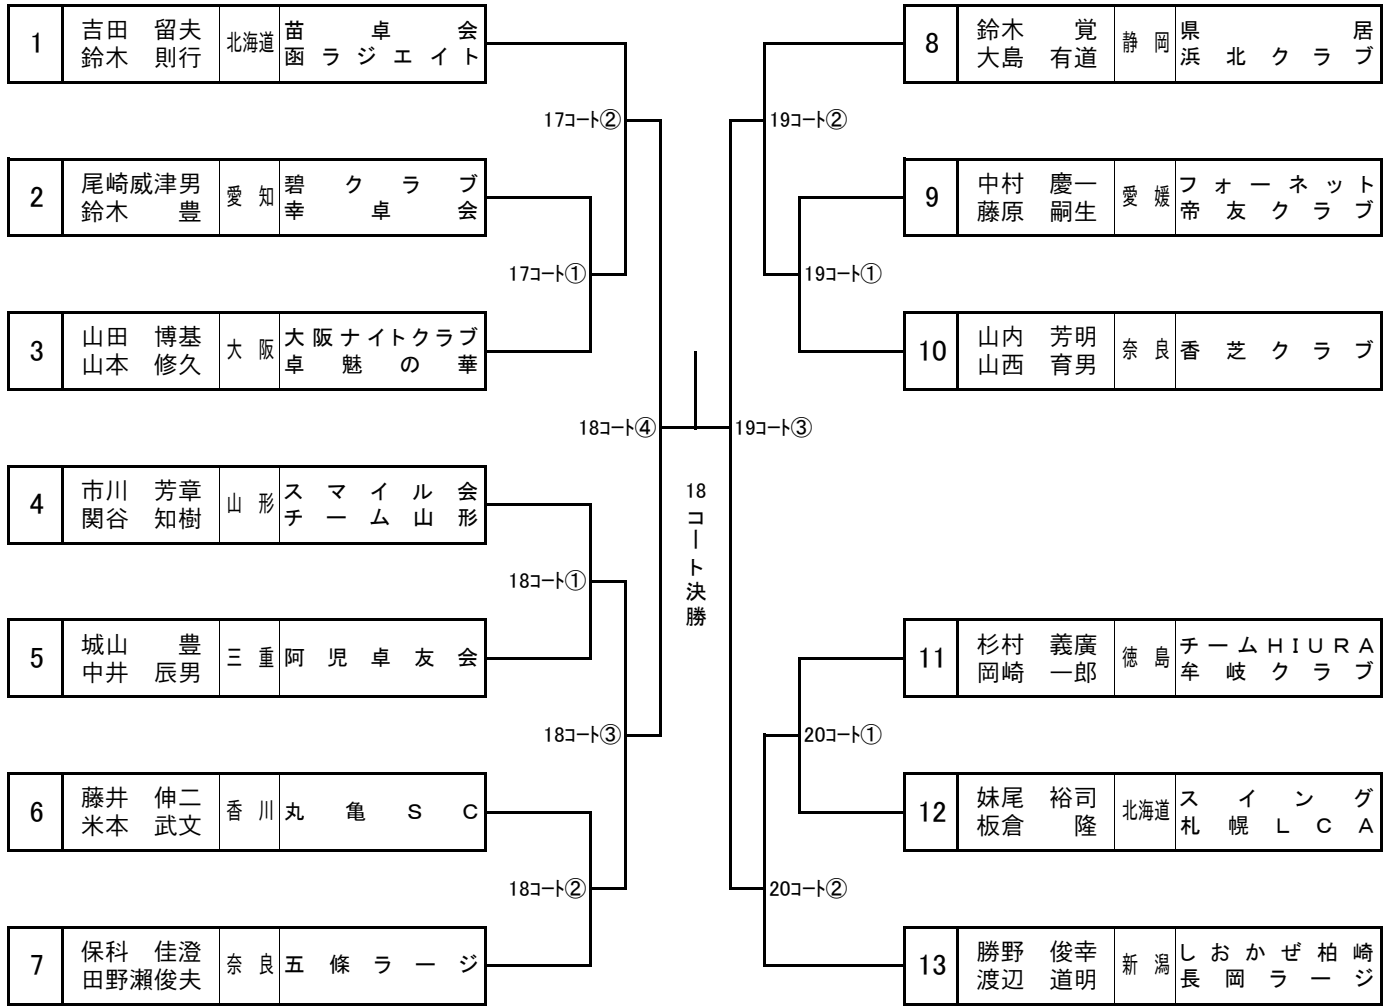 1 吉田 留夫 北海道 苗卓会
鈴木 則行 函ラジエイト
17コート②
2 尾崎威津男 愛知 碧クラブ
鈴木 豊 幸卓会
17コート①
3 山田 博基 大阪 大阪ナイトクラブ
山本 修久 卓魅の華
18コート④
4 市川 芳章 山形 スマイル会
関谷 知樹 チーム山形
18コート①
5 城山 豊 三重 阿児卓友会
中井 辰男
18コート③
6 藤井 伸二 香川 丸亀SC
米本 武文
18コート②
7 保科 佳澄 奈良 五條ラージ
田野瀬俊夫
18コート決勝
8 鈴木 覚 静岡 県居
大島 有道 浜北クラブ
19コート②
9 中村 慶一 愛媛 フォーネット
藤原 嗣生 帝友クラブ
19コート①
10 山内 芳明 奈良 香芝クラブ
山西 育男
19コート③
11 杉村 義廣 徳島 チームHIURA
岡崎 一郎 牟岐クラブ
20コート①
12 妹尾 裕司 北海道 スイング
板倉 隆 札幌LCA
20コート②
13 勝野 俊幸 新潟 しおかぜ柏崎
渡辺 道明 長岡ラージ